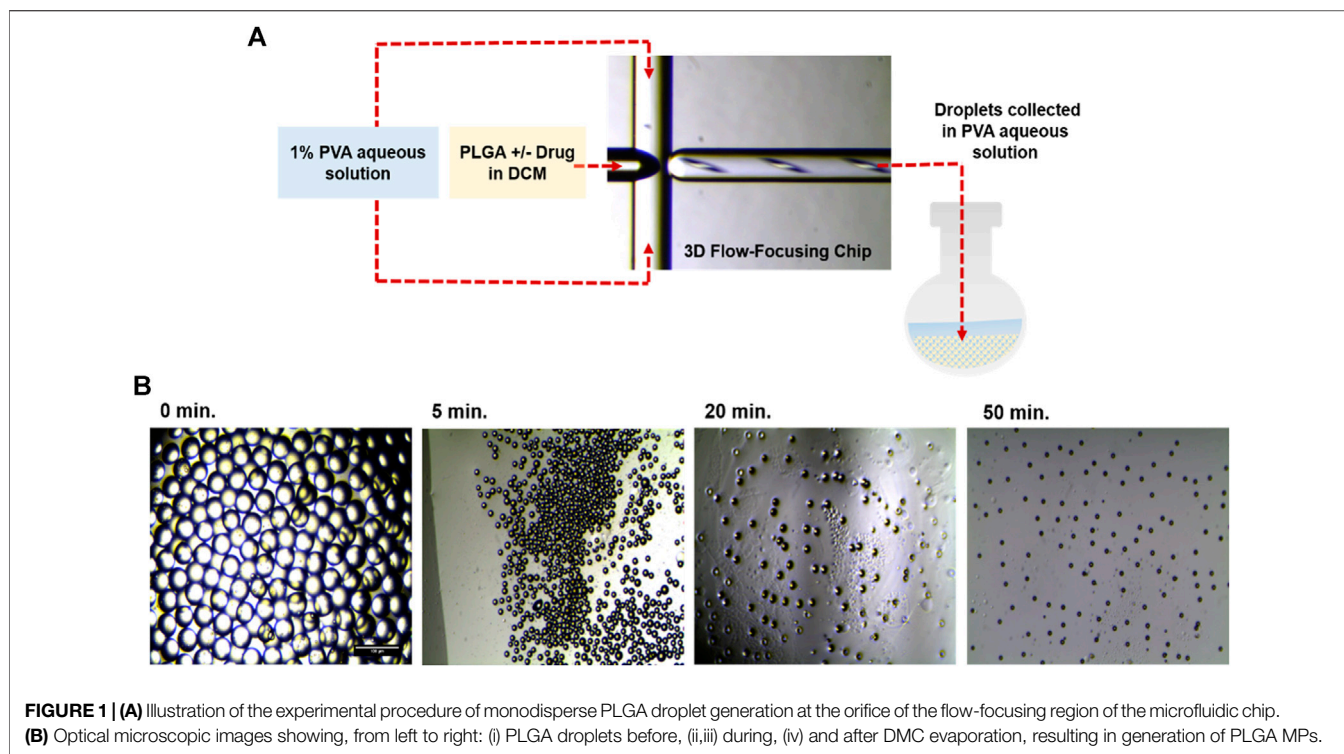 A
1% PVA aqueous
solution
PLGA +/- Drug
in DCM
3D Flow-Focusing Chip
Droplets collected
in PVA aqueous
solution
B
0 min.
5 min.
20 min.
50 min.
FIGURE 1 | (A) Illustration of the experimental procedure of monodisperse PLGA droplet generation at the orifice of the flow-focusing region of the microfluidic chip.
(B) Optical microscopic images showing, from left to right: (i) PLGA droplets before, (ii,iii) during, (iv) and after DMC evaporation, resulting in generation of PLGA MPs.